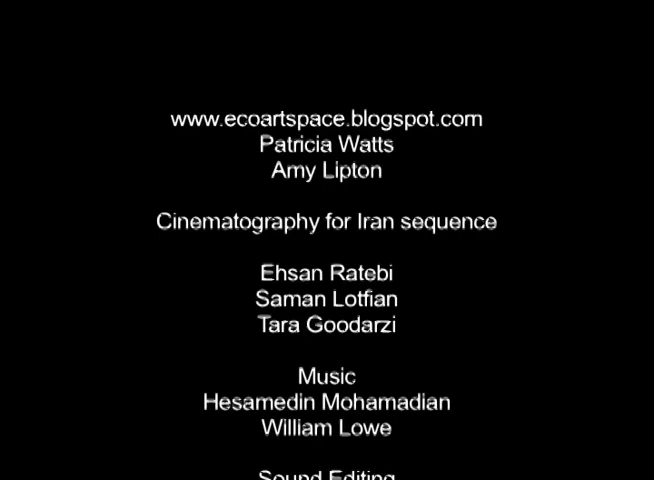 www.ecoartspace.blogspot.com
Patricia Watts
Amy Lipton
Cinematography for Iran sequence
Ehsan Ratebi
Saman Lotfian
Tara Goodarzi
Music
Hesamedin Mohamadian
William Lowe
Sound Editing